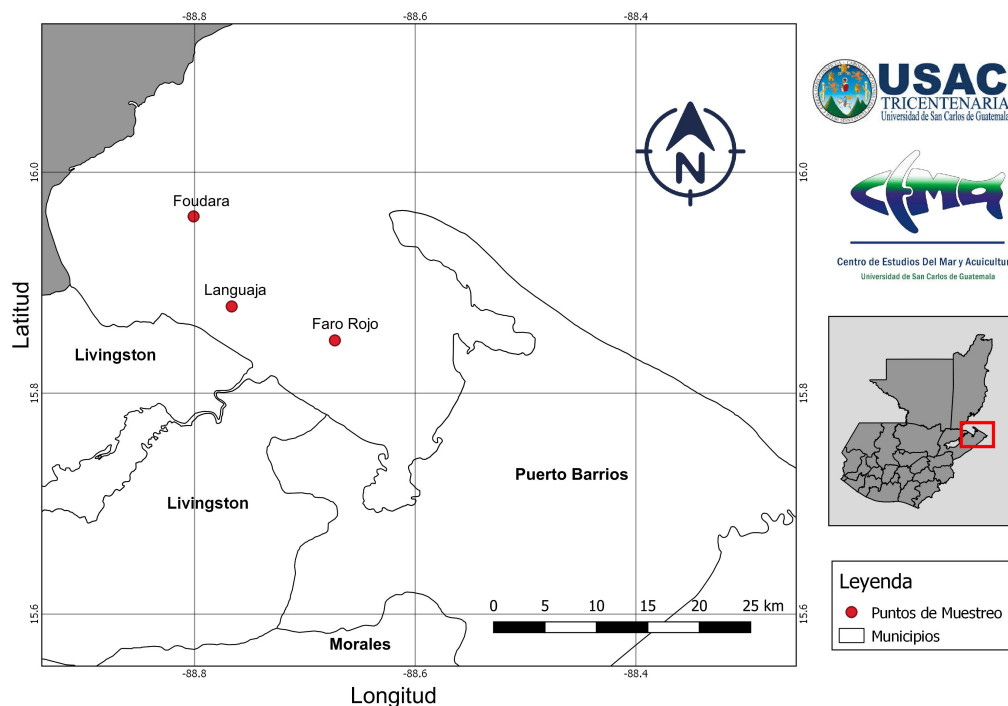 -88.8
-88.6
-88.4
16.0
16.0
15.8
15.8
15.6
15.6
Latitud
Foudara
Languaja
Faro Rojo
Livingston
Livingston
Puerto Barrios
Morales
N
0 5 10 15 20 25 km
-88.8
-88.6
-88.4
Longitud
USAC
TRICENTENARIA
Universidad de San Carlos de Guatemala
cema
Centro de Estudios Del Mar y Acuicultur
Universidad de San Carlos de Guatemala
Leyenda
Puntos de Muestreo
Municipios